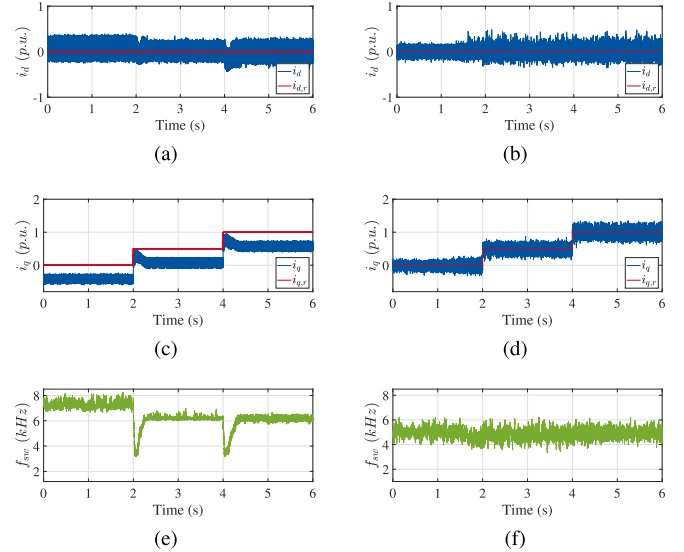 1
0
-1
i_d (p.u.)
i_d
i_{d,r}
0 1 2 3 4 5 6
Time (s)
(a)
1
0
-1
i_d (p.u.)
i_d
i_{d,r}
0 1 2 3 4 5 6
Time (s)
(b)
2
1
0
i_q (p.u.)
i_q
i_{q,r}
0 1 2 3 4 5 6
Time (s)
(c)
2
1
0
i_q (p.u.)
i_q
i_{q,r}
0 1 2 3 4 5 6
Time (s)
(d)
8
6
4
2
f_{sw} (kHz)
0 1 2 3 4 5 6
Time (s)
(e)
8
6
4
2
f_{sw} (kHz)
0 1 2 3 4 5 6
Time (s)
(f)